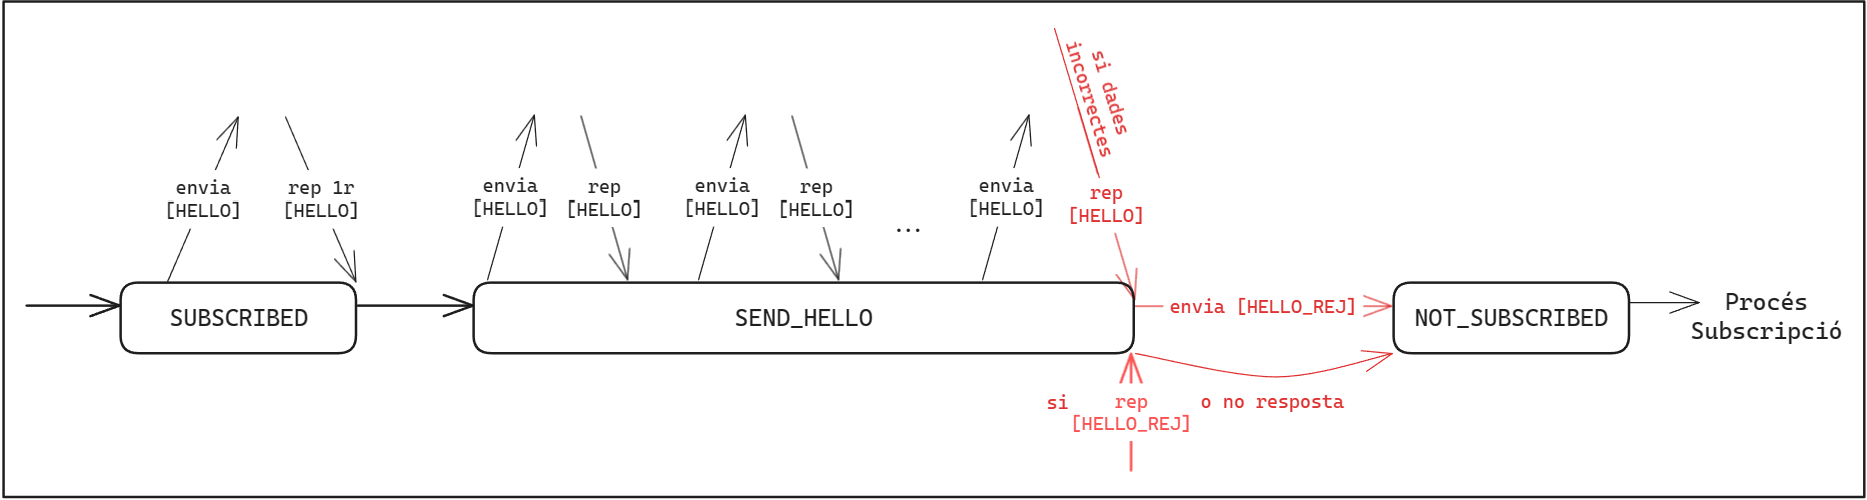 envia
[HELLO]
rep 1r
[HELLO]
envia
[HELLO]
rep
[HELLO]
envia
[HELLO]
rep
[HELLO]
...
envia
[HELLO]
si dades
incorrectes
rep
[HELLO]
SUBSCRIBED
SEND_HELLO
envia [HELLO_REJ]
NOT_SUBSCRIBED
Procés
Subscripció
si rep o no resposta
[HELLO_REJ]